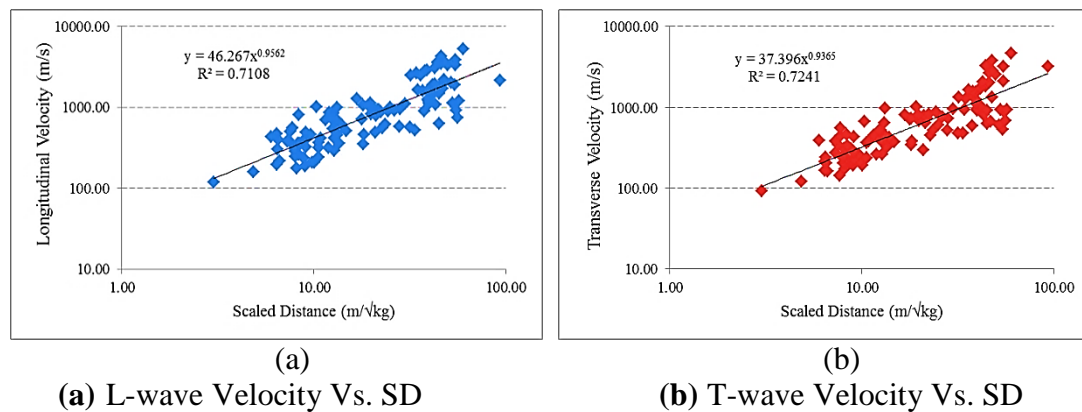 10000.00
1000.00
100.00
10.00
Longitudinal Velocity (m/s)
y = 46.267x^0.9562
R² = 0.7108
1.00 10.00 100.00
Scaled Distance (m/√kg)
(a)
(a) L-wave Velocity Vs. SD
10000.00
1000.00
100.00
10.00
Transverse Velocity (m/s)
y = 37.396x^0.9365
R² = 0.7241
1.00 10.00 100.00
Scaled Distance (m/√kg)
(b)
(b) T-wave Velocity Vs. SD